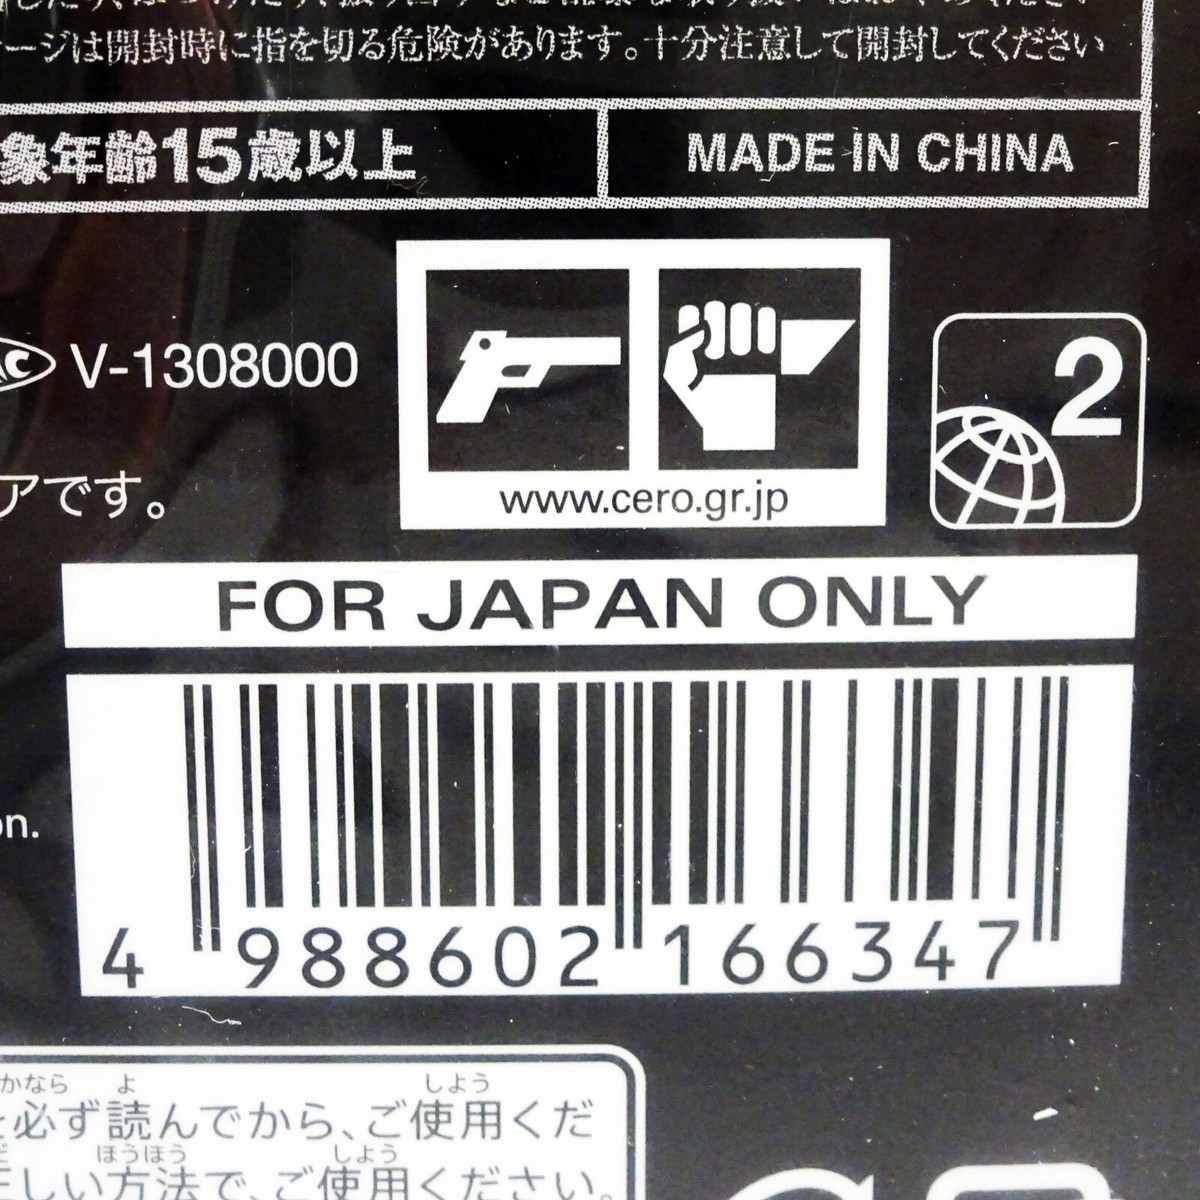 ージは開封時に指を切る危険があります。十分注意して開封してください
象年齢15歳以上
MADE IN CHINA
V-1308000
2
www.cero.gr.jp
アです。
FOR JAPAN ONLY
on.
4 988602 166347
かなら よ しよう
を必ず読んでから、ご使用くだ
ほうほう しよう
正しい方法で、ご使用ください。